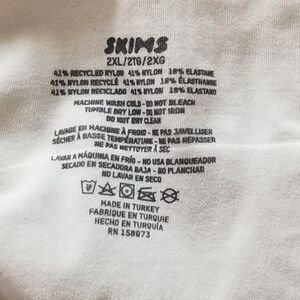 SKIMS
2XL/2TG/2XG
41% RECYCLED NYLON 41% NYLON 18% ELASTANE
41% NYLON RECYCLÉ 41% NYLON 18% ÉLASTHANNE
41% NYLON RECICLADO 41% NYLON 18% ELASTANO
MACHINE WASH COLD - DO NOT BLEACH
TUMBLE DRY LOW - DO NOT IRON
DO NOT DRY CLEAN
LAVAGE EN MACHINE À FROID - NE PAS JAVELLISER
SÉCHER À BASSE TEMPÉRATURE - NE PAS REPASSER
NE PAS NETTOYER À SEC
LAVAR A MÁQUINA EN FRÍO - NO USA BLANQUEADOR
SECADO EN SECADORA BAJA - NO PLANCHAR
NO LAVAR EN SECO
MADE IN TURKEY
FABRIQUE EN TURQUIE
HECHO EN TURQUÍA
RN 158073